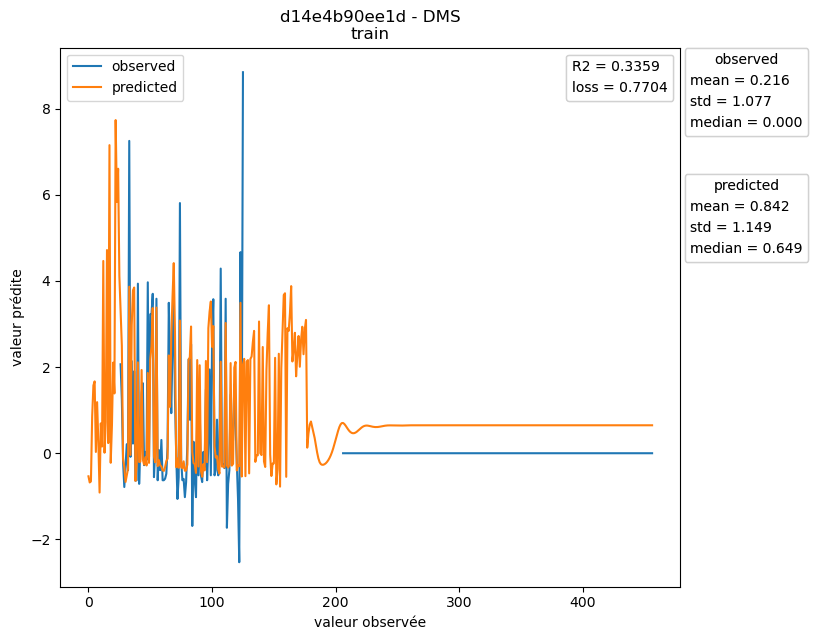 d14e4b90ee1d - DMS
train
observed
predicted
R2 = 0.3359
loss = 0.7704
observed
mean = 0.216
std = 1.077
median = 0.000
predicted
mean = 0.842
std = 1.149
median = 0.649
valeur prédite
8
6
4
2
0
−2
0
100
200
300
400
valeur observée